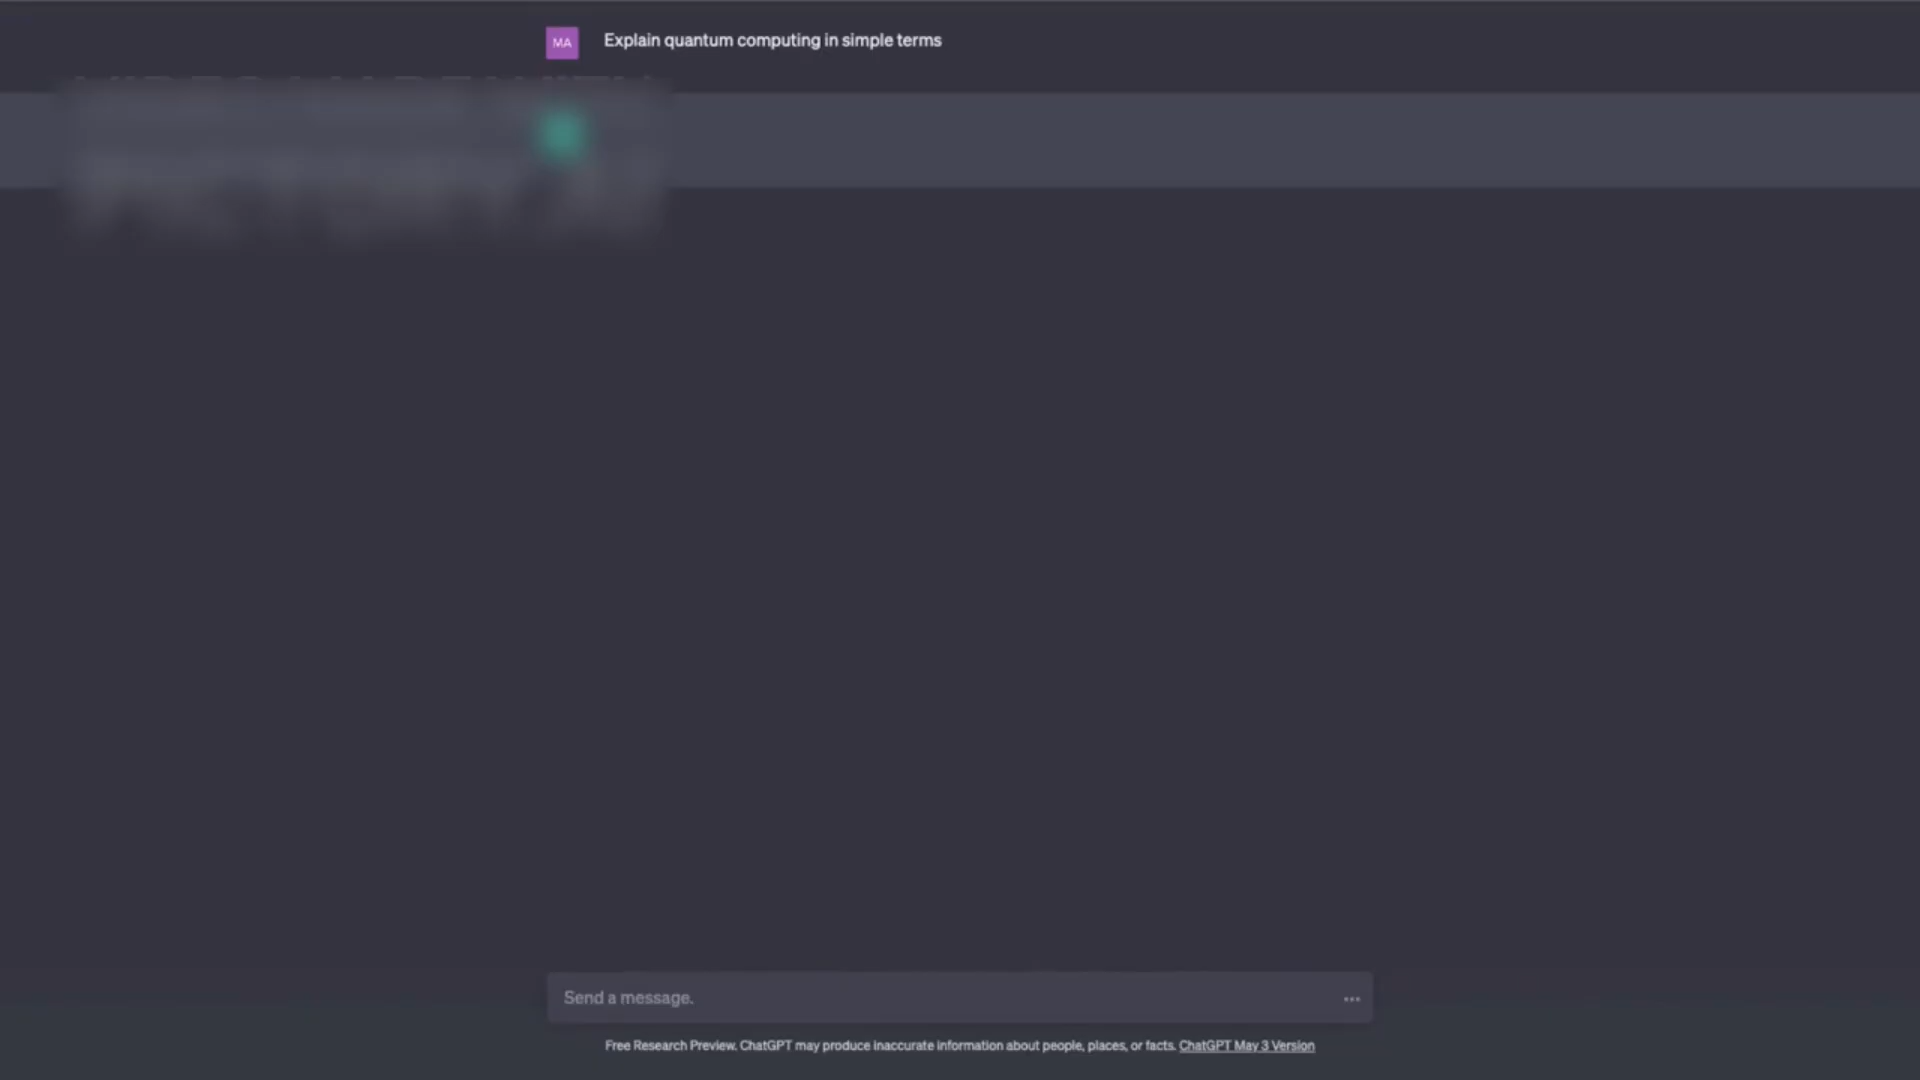 MA
Explain quantum computing in simple terms
Send a message.
Free Research Preview. ChatGPT may produce inaccurate information about people, places, or facts. ChatGPT May 3 Version